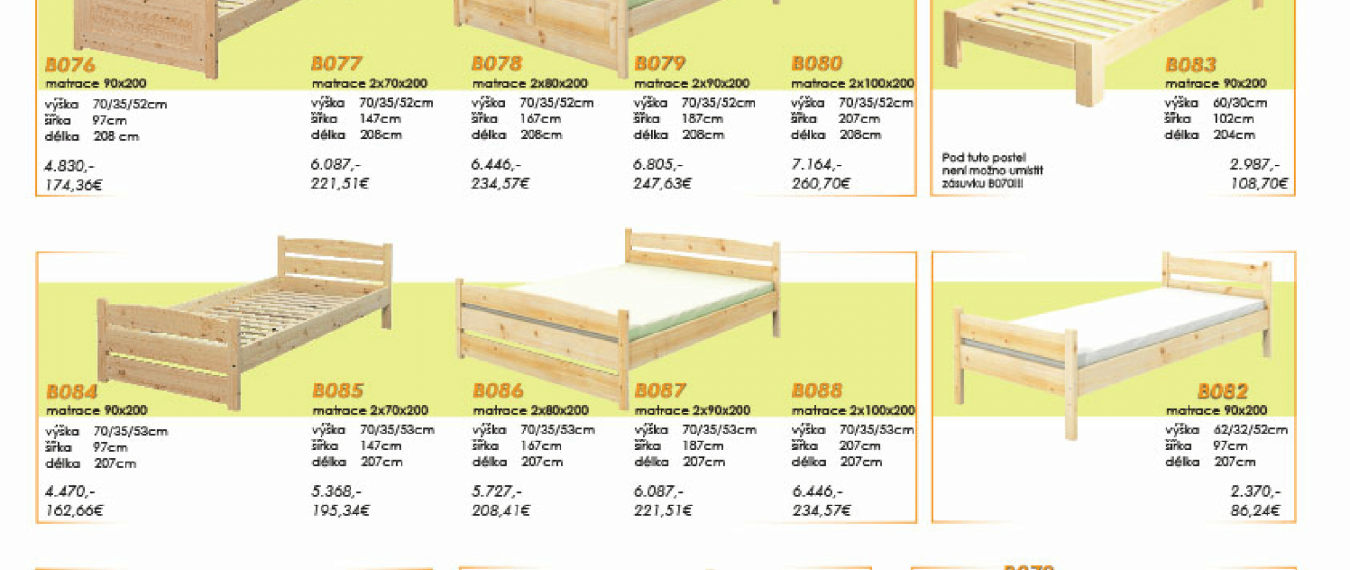 B076
matrace 90x200
výška 70/35/52cm
šířka 97cm
délka 208 cm
4.830,-
174,36€
B077
matrace 2x70x200
výška 70/35/52cm
šířka 147cm
délka 208cm
6.087,-
221,51€
B078
matrace 2x80x200
výška 70/35/52cm
šířka 167cm
délka 208cm
6.446,-
234,57€
B079
matrace 2x90x200
výška 70/35/52cm
šířka 187cm
délka 208cm
6.805,-
247,63€
B080
matrace 2x100x200
výška 70/35/52cm
šířka 207cm
délka 208cm
7.164,-
260,70€
B083
matrace 90x200
výška 60/30cm
šířka 102cm
délka 204cm
Pod tuto postel
není možno umístit
zásuvku B070!!!
2.987,-
108,70€
B084
matrace 90x200
výška 70/35/53cm
šířka 97cm
délka 207cm
4.470,-
162,66€
B085
matrace 2x70x200
výška 70/35/53cm
šířka 147cm
délka 207cm
5.368,-
195,34€
B086
matrace 2x80x200
výška 70/35/53cm
šířka 167cm
délka 207cm
5.727,-
208,41€
B087
matrace 2x90x200
výška 70/35/53cm
šířka 187cm
délka 207cm
6.087,-
221,51€
B088
matrace 2x100x200
výška 70/35/53cm
šířka 207cm
délka 207cm
6.446,-
234,57€
B082
matrace 90x200
výška 62/32/52cm
šířka 97cm
délka 207cm
2.370,-
86,24€